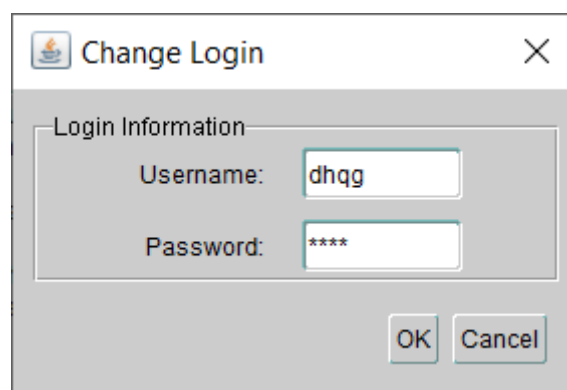 Change Login
Login Information
Username: dhqg
Password: ****
OK Cancel